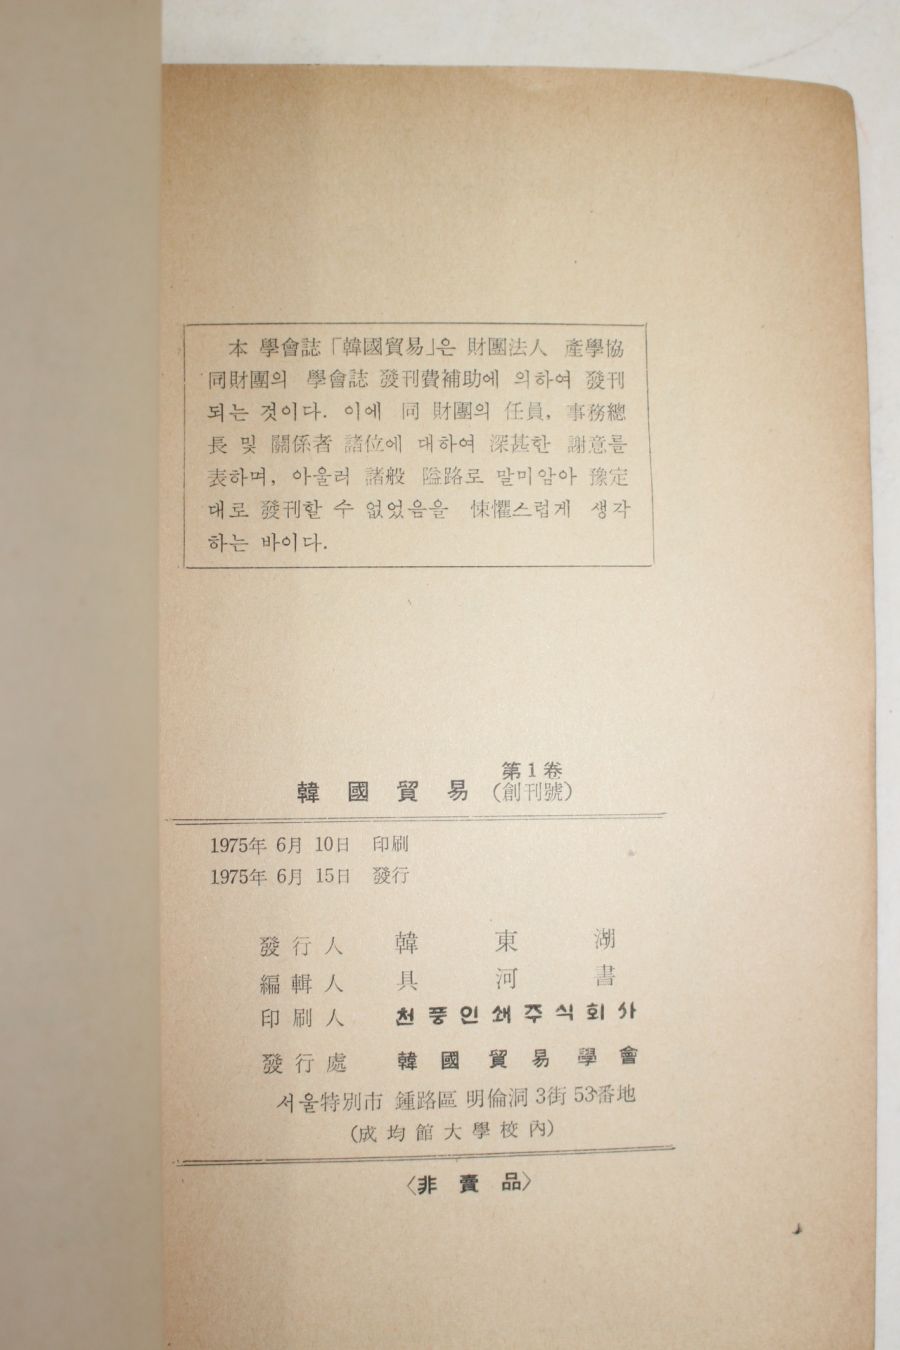 本 學會誌「韓國貿易」은 財團法人 產學協
同財團의 學會誌 發刊費補助에 의하여 發刊
되는 것이다. 이에 同 財團의 任員, 事務總
長 및 關係者 諸位에 대하여 深甚한 謝意를
表하며, 아울러 諸般 隘路로 말미암아 豫定
대로 發刊할 수 없었음을 悚懼스럽게 생각
하는 바이다.
韓國貿易 第1卷
(創刊號)
1975年 6月 10日 印刷
1975年 6月 15日 發行
發行人 韓東湖
編輯人 具河書
印刷人 천풍인쇄주식회사
發行處 韓國貿易學會
서울特別市 鍾路區 明倫洞 3街 53番地
(成均館大學校內)
〈非賣品〉